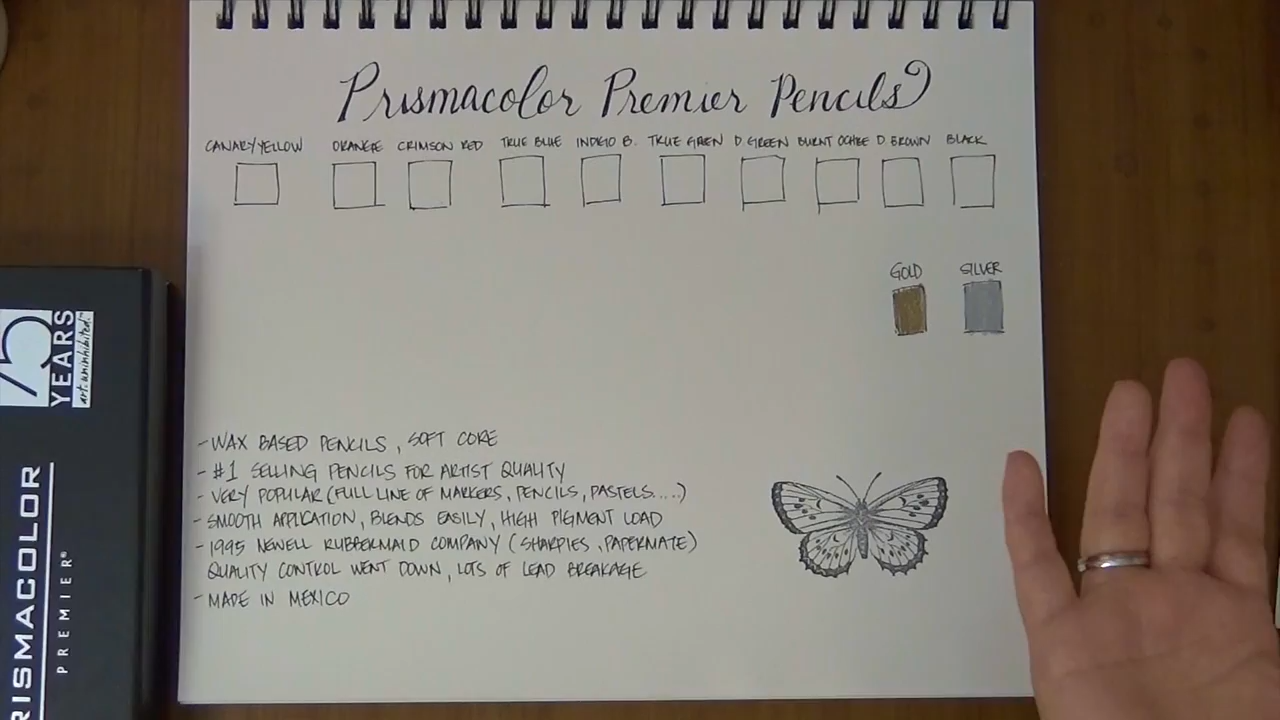 Prismacolor Premier Pencils
CANARY YELLOW ORANGE CRIMSON RED TRUE BLUE INDIGIO B. TRUE GREEN D. GREEN BURNT OCHRE D BROWN BLACK
GOLD SILVER
- WAX BASED PENCILS, SOFT CORE
- #1 SELLING PENCILS FOR ARTIST QUALITY
- VERY POPULAR (FULL LINE OF MARKERS, PENCILS, PASTELS.....)
- SMOOTH APPLICATION, BLENDS EASILY, HIGH PIGMENT LOAD
- 1995 NEWELL RUBBERMAID COMPANY (SHARPIES, PAPERMATE)
QUALITY CONTROL WENT DOWN, LOTS OF LEAD BREAKAGE
- MADE IN MEXICO
75 YEARS
art. uninhibited.™
RISMACOLOR
PREMIER®